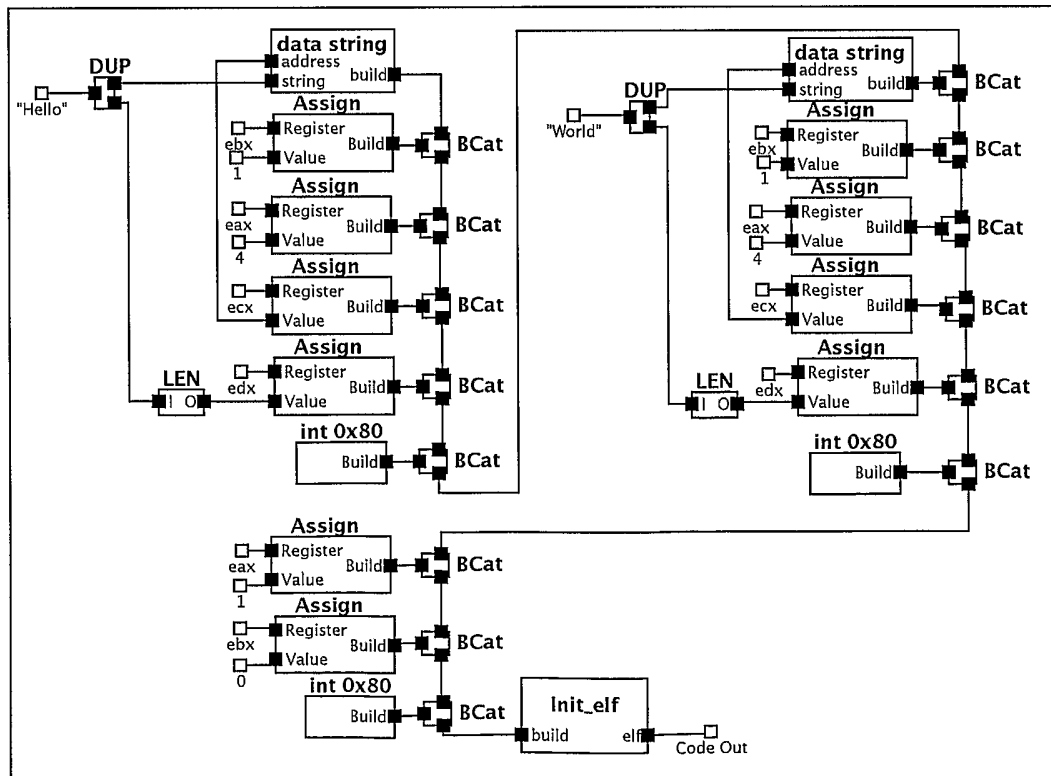 data string
address
string
build
DUP
"Hello"
Assign
Register
Value
Build
ebx
1
BCat
Assign
Register
Value
Build
eax
4
BCat
Assign
Register
Value
Build
ecx
BCat
Assign
Register
Value
Build
edx
LEN
I O
BCat
int 0x80
Build
BCat
data string
address
string
build
BCat
DUP
"World"
Assign
Register
Value
Build
ebx
1
BCat
Assign
Register
Value
Build
eax
4
BCat
Assign
Register
Value
Build
ecx
BCat
Assign
Register
Value
Build
edx
LEN
I O
BCat
int 0x80
Build
BCat
Assign
Register
Value
Build
eax
1
BCat
Assign
Register
Value
Build
ebx
0
BCat
int 0x80
Build
BCat
Init_elf
build
elf
Code Out